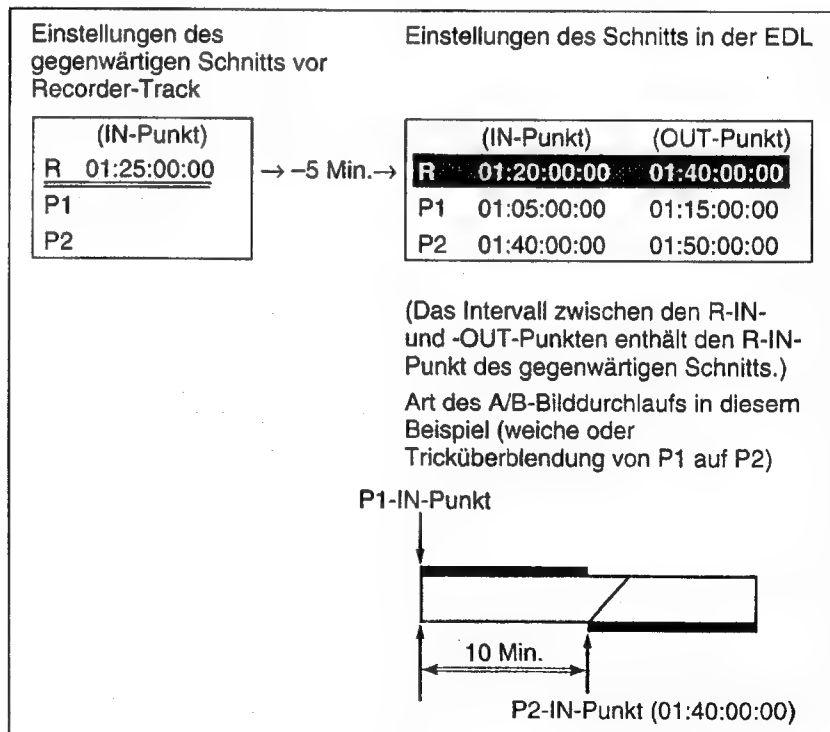 Einstellungen des
gegenwärtigen Schnitts vor
Recorder-Track
(IN-Punkt)
R 01:25:00:00
P1
P2
→ –5 Min.→
Einstellungen des Schnitts in der EDL
(IN-Punkt) (OUT-Punkt)
R 01:20:00:00 01:40:00:00
P1 01:05:00:00 01:15:00:00
P2 01:40:00:00 01:50:00:00
(Das Intervall zwischen den R-IN-
und -OUT-Punkten enthält den R-IN-
Punkt des gegenwärtigen Schnitts.)
Art des A/B-Bilddurchlaufs in diesem
Beispiel (weiche oder
Tricküberblendung von P1 auf P2)
P1-IN-Punkt
10 Min.
P2-IN-Punkt (01:40:00:00)